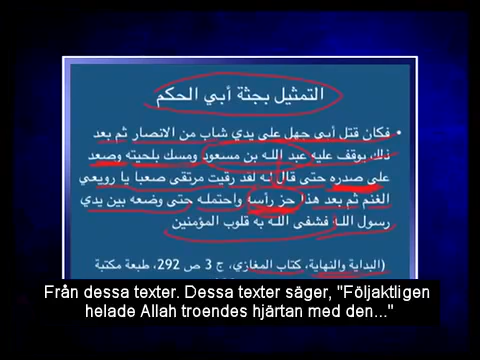 التمثيل بجثة أبي الحكم
• فكان قتل أبي جهل على يدي شاب من الانصار ثم بعد
ذلك يوقف عليه عبد الله بن مسعود ومسك بلحيته وصعد
على صدره حتى قال له لقد رقيت مرتقى صعبا يا رويعي
الغنم ثم بعد هذا حز رأسه واحتمله حتى وضعه بين يدي
رسول الله فشفى الله به قلوب المؤمنين
(البداية والنهاية، كتاب المغازي، ج 3 ص 292، طبعة مكتبة
Från dessa texter. Dessa texter säger, "Följaktligen
helade Allah troendes hjärtan med den..."